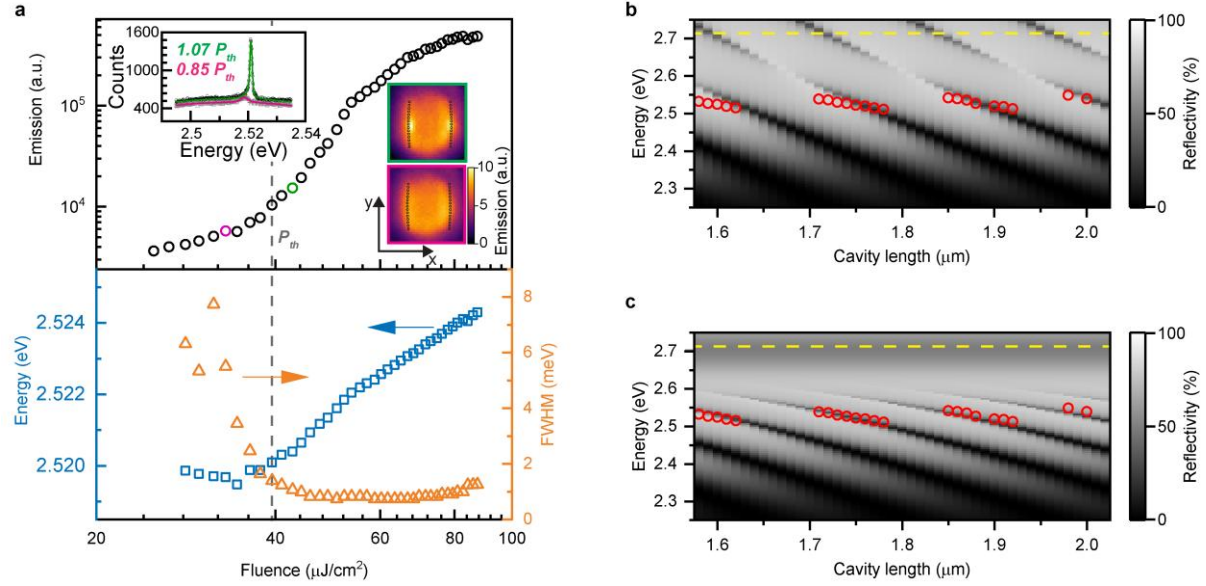 a
Emission (a.u.)
10^5
10^4
1600
1200
800
400
Counts
1.07 P_th
0.85 P_th
2.5
2.52
2.54
Energy (eV)
P_th
y
x
10
5
0
Emission (a.u.)
Energy (eV)
2.524
2.522
2.520
8
6
4
2
0
FWHM (meV)
20
40
60
80
100
Fluence (μJ/cm²)
b
Energy (eV)
2.7
2.6
2.5
2.4
2.3
1.6
1.7
1.8
1.9
2.0
Cavity length (μm)
100
50
0
Reflectivity (%)
c
Energy (eV)
2.7
2.6
2.5
2.4
2.3
1.6
1.7
1.8
1.9
2.0
Cavity length (μm)
100
50
0
Reflectivity (%)